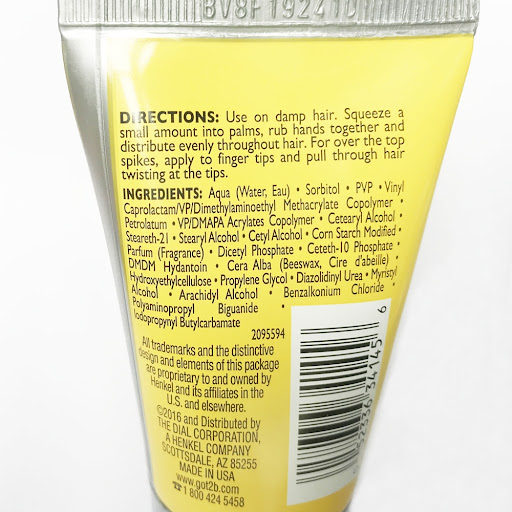 BV8F19241D
DIRECTIONS: Use on damp hair. Squeeze a
small amount into palms, rub hands together and
distribute evenly throughout hair. For over the top
spikes, apply to finger tips and pull through hair
twisting at the tips.
INGREDIENTS: Aqua (Water, Eau) • Sorbitol • PVP • Vinyl
Caprolactam/VP/Dimethylaminoethyl Methacrylate Copolymer •
Petrolatum • VP/DMAPA Acrylates Copolymer • Cetearyl Alcohol •
Steareth-21 • Stearyl Alcohol • Cetyl Alcohol • Corn Starch Modified •
Parfum (Fragrance) • Dicetyl Phosphate • Ceteth-10 Phosphate •
DMDM Hydantoin • Cera Alba (Beeswax, Cire d'abeille) •
Hydroxyethylcellulose • Propylene Glycol • Diazolidinyl Urea • Myristyl
Alcohol • Arachidyl Alcohol • Benzalkonium Chloride •
Polyaminopropyl Biguanide •
Iodopropynyl Butylcarbamate
2095594
All trademarks and the distinctive
design and elements of this package
are proprietary to and owned by
Henkel and its affiliates in the
U.S. and elsewhere.
©2016 and Distributed by
THE DIAL CORPORATION,
A HENKEL COMPANY
SCOTTSDALE, AZ 85255
MADE IN USA
www.got2b.com
☎1 800 424 5458
34145 6